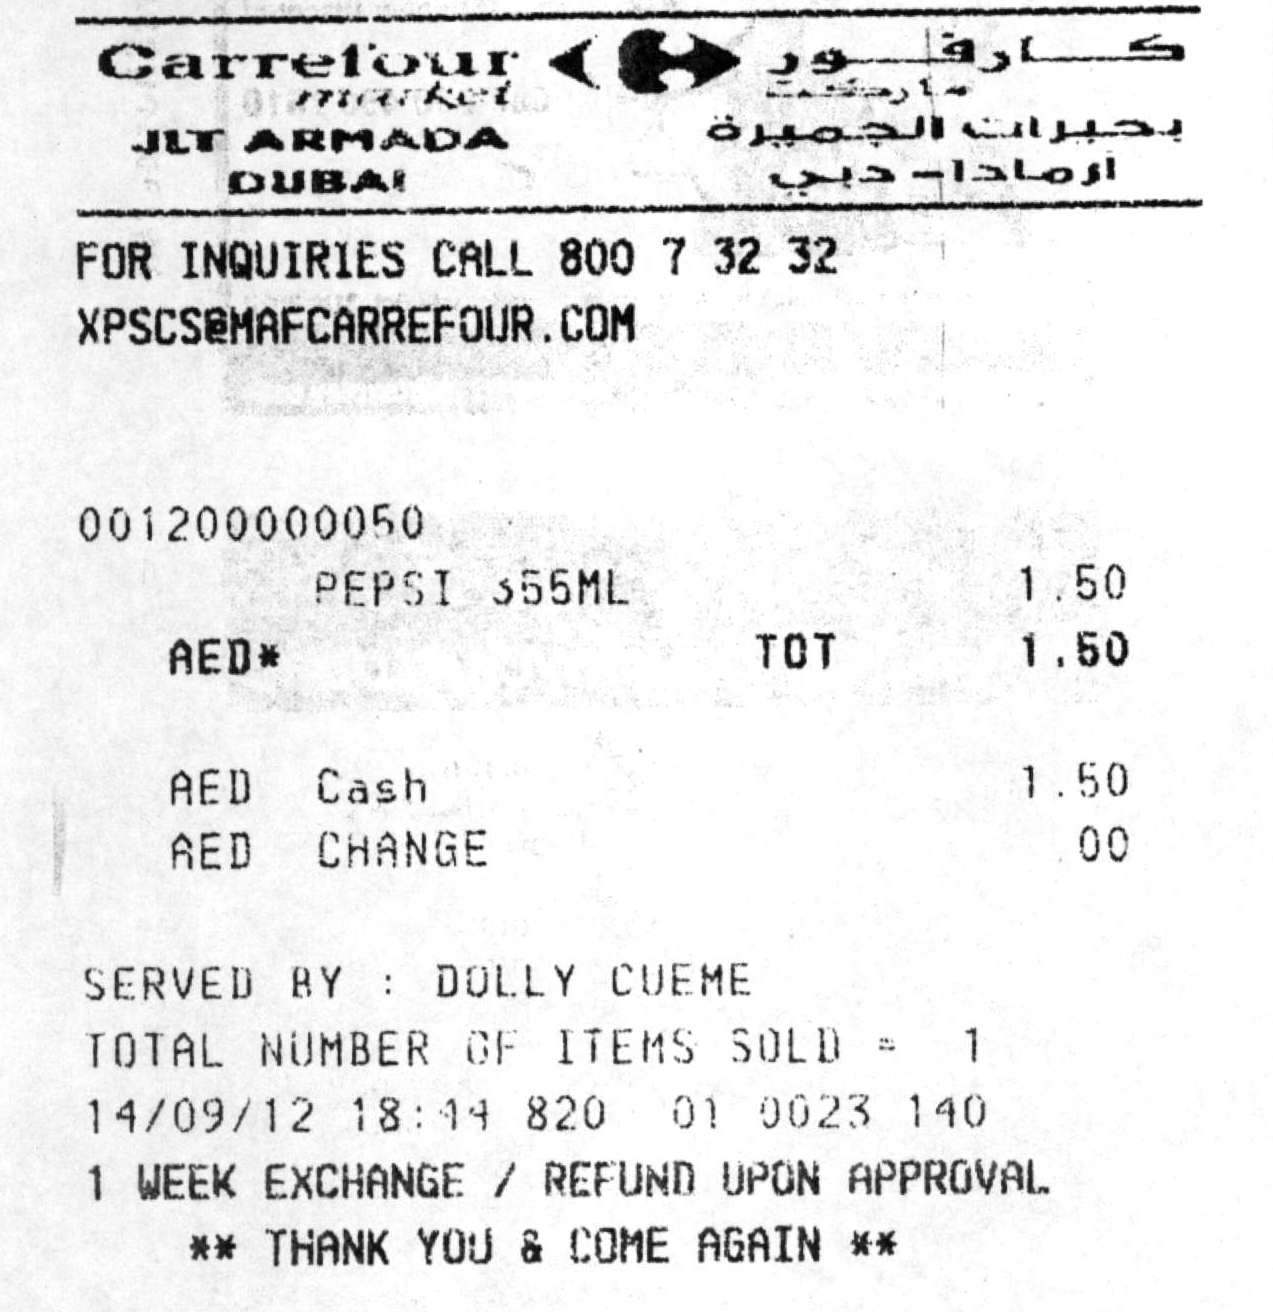 Carrefour كارفور
market ماركت
JLT ARMADA بحيرات الجميرة
DUBAI ارمادا - دبي
FOR INQUIRIES CALL 800 7 32 32
XPSCS@MAFCARREFOUR.COM
001200000050
PEPSI 355ML 1.50
AED* TOT 1.50
AED Cash 1.50
AED CHANGE .00
SERVED BY : DOLLY CUEME
TOTAL NUMBER OF ITEMS SOLD = 1
14/09/12 18:44 820 01 0023 140
1 WEEK EXCHANGE / REFUND UPON APPROVAL
** THANK YOU & COME AGAIN **